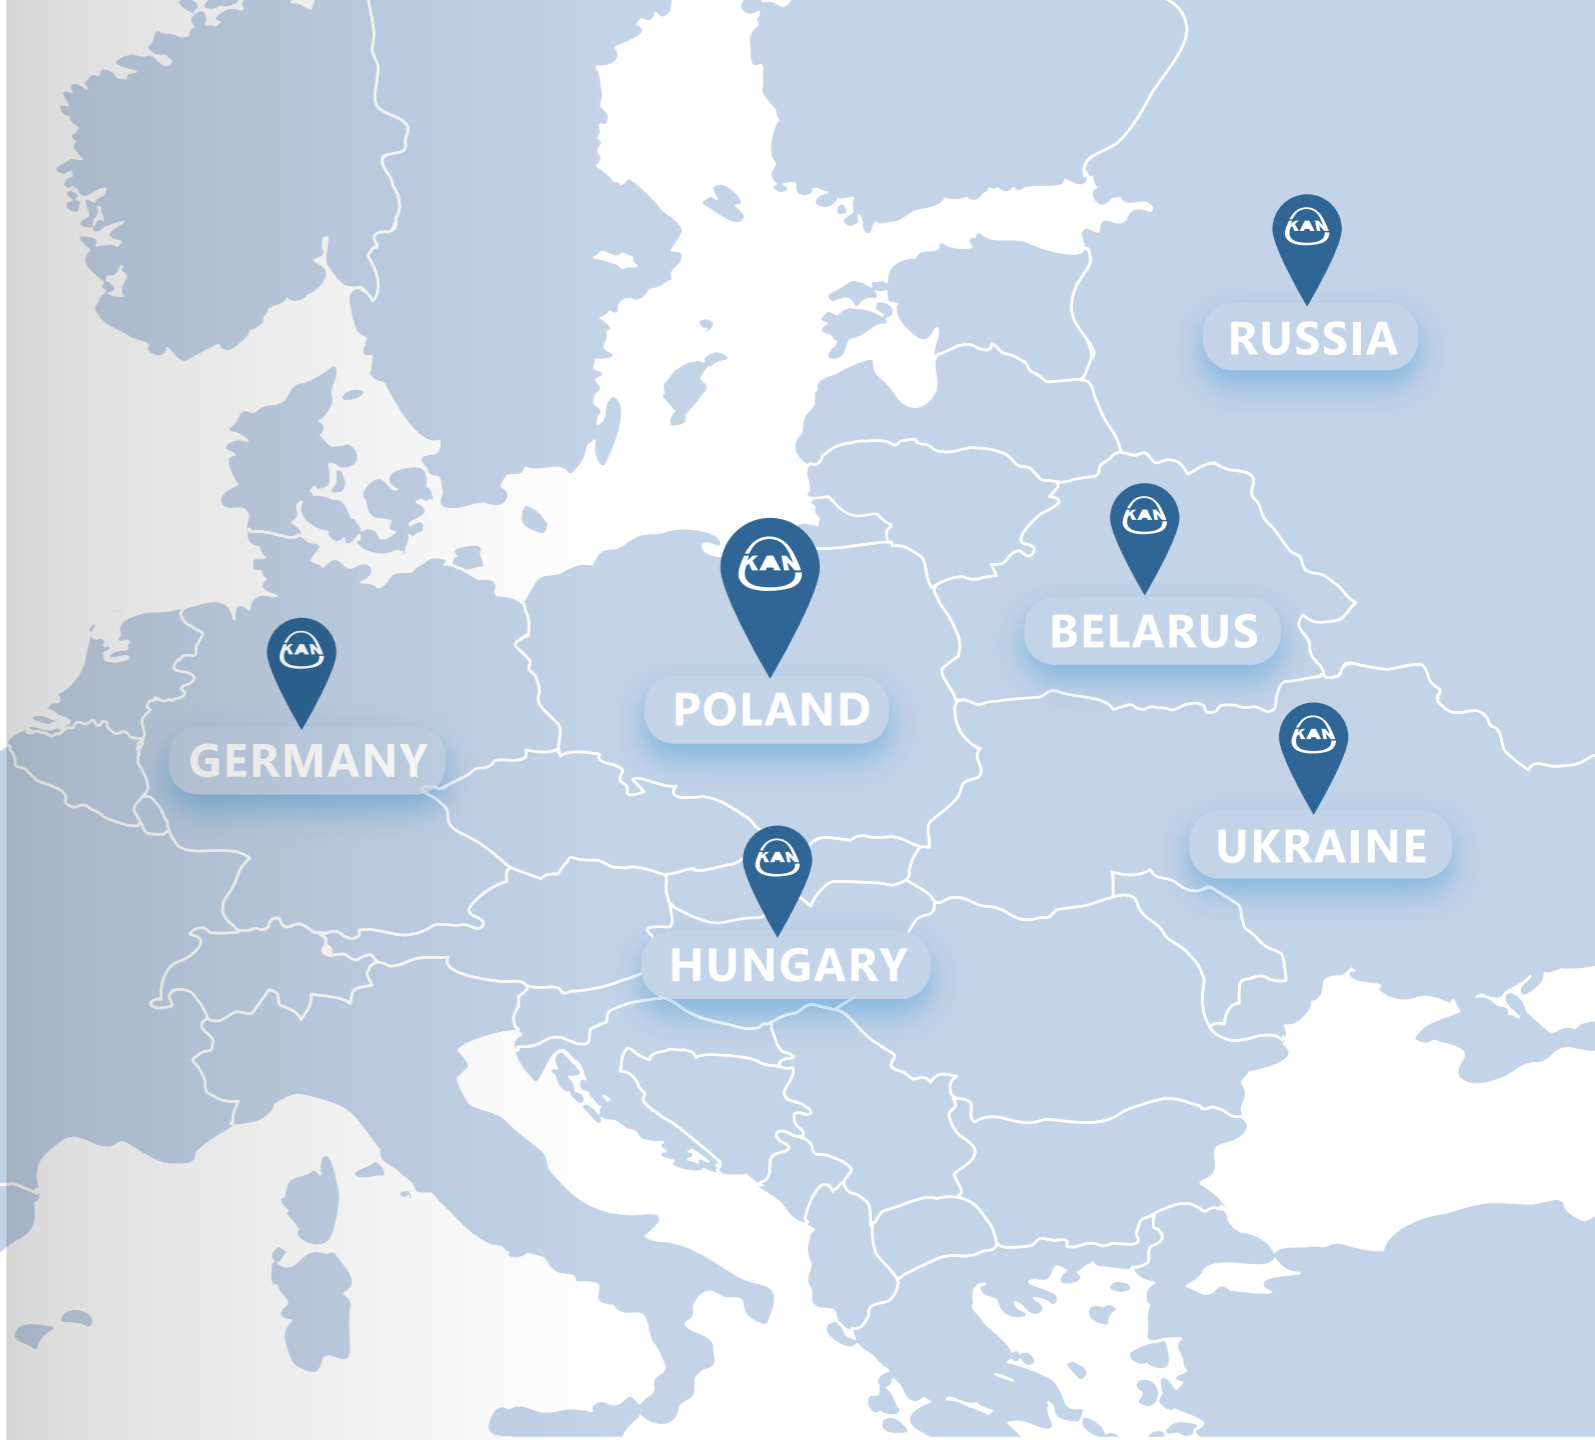 KAN
RUSSIA
KAN
BELARUS
KAN
POLAND
KAN
GERMANY
KAN
UKRAINE
KAN
HUNGARY